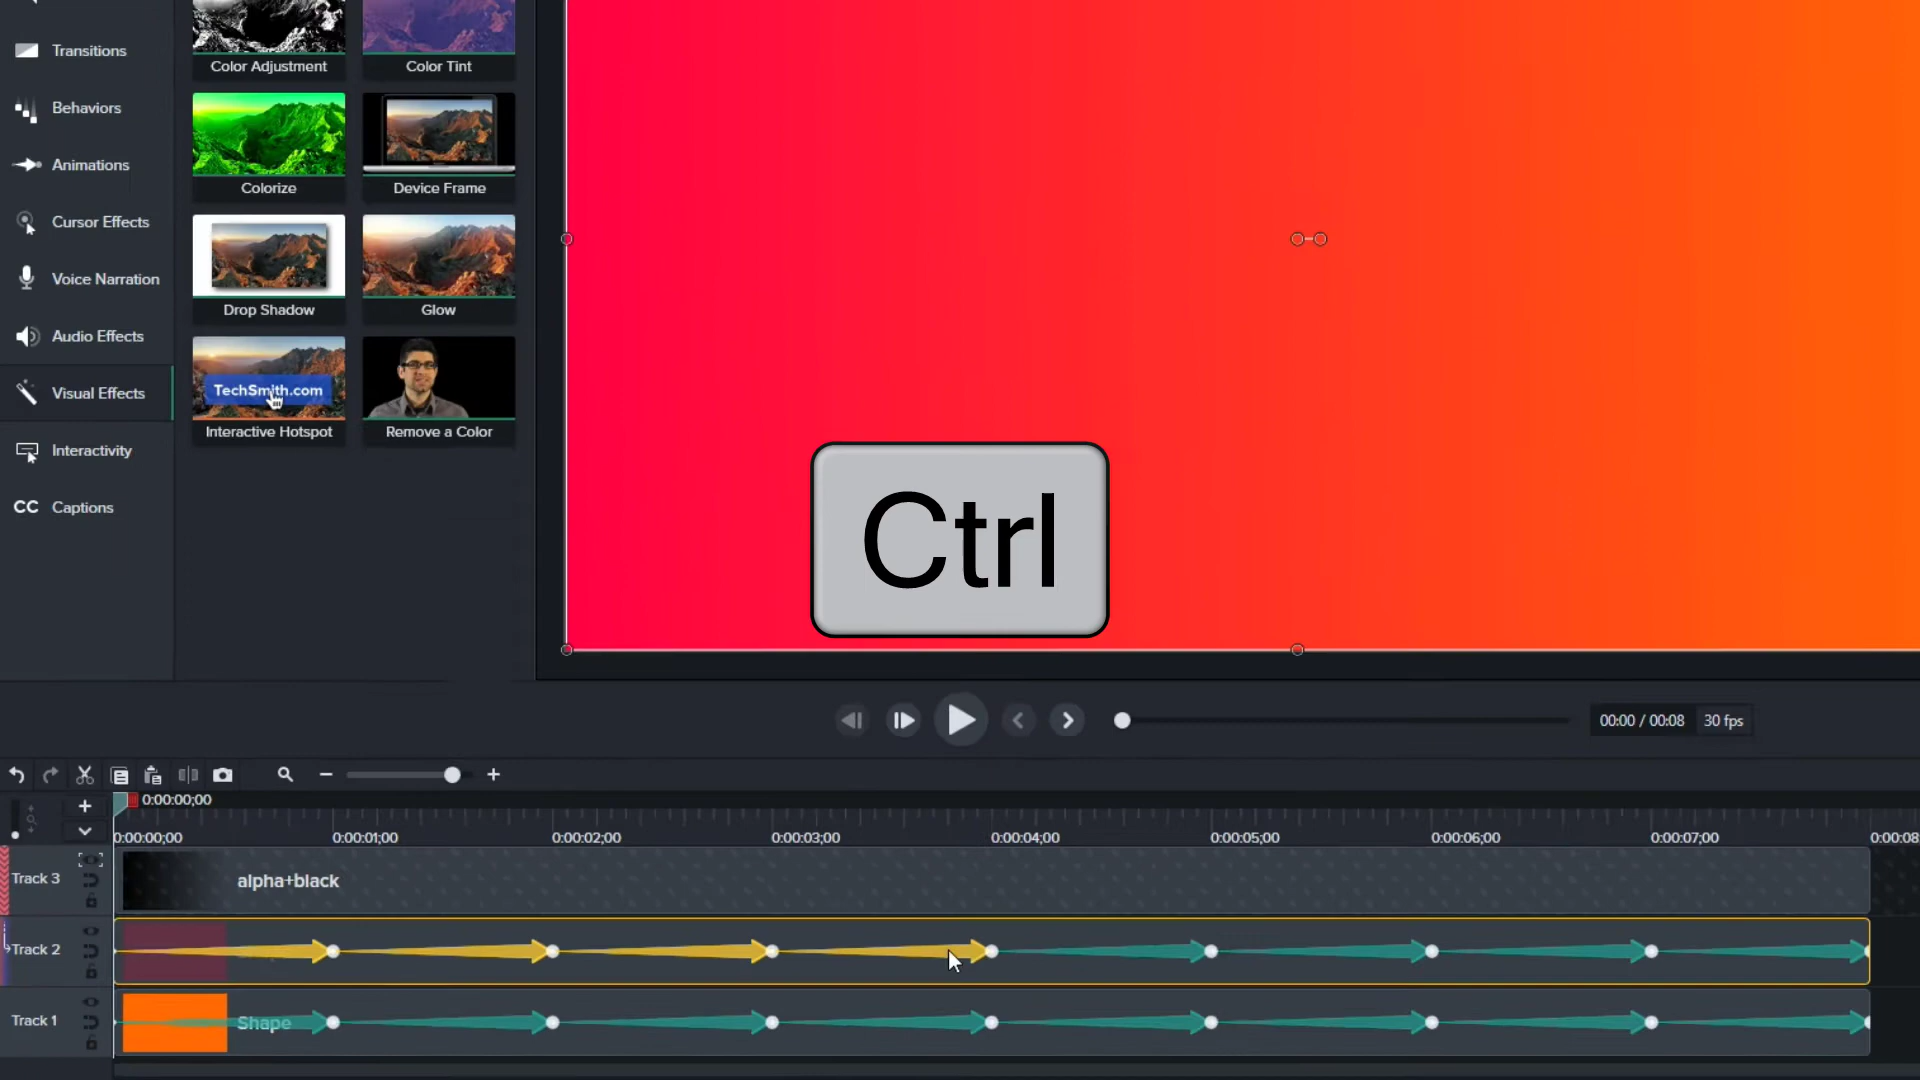 Transitions
Behaviors
Animations
Cursor Effects
Voice Narration
Audio Effects
Visual Effects
Interactivity
CC Captions
Color Adjustment
Color Tint
Colorize
Device Frame
Drop Shadow
Glow
TechSmith.com
Interactive Hotspot
Remove a Color
Ctrl
00:00 / 00:08 30 fps
0:00:00;00
0:00:00;00 0:00:01;00 0:00:02;00 0:00:03;00 0:00:04;00 0:00:05;00 0:00:06;00 0:00:07;00 0:00:08
Track 3
alpha+black
Track 2
Track 1
Shape